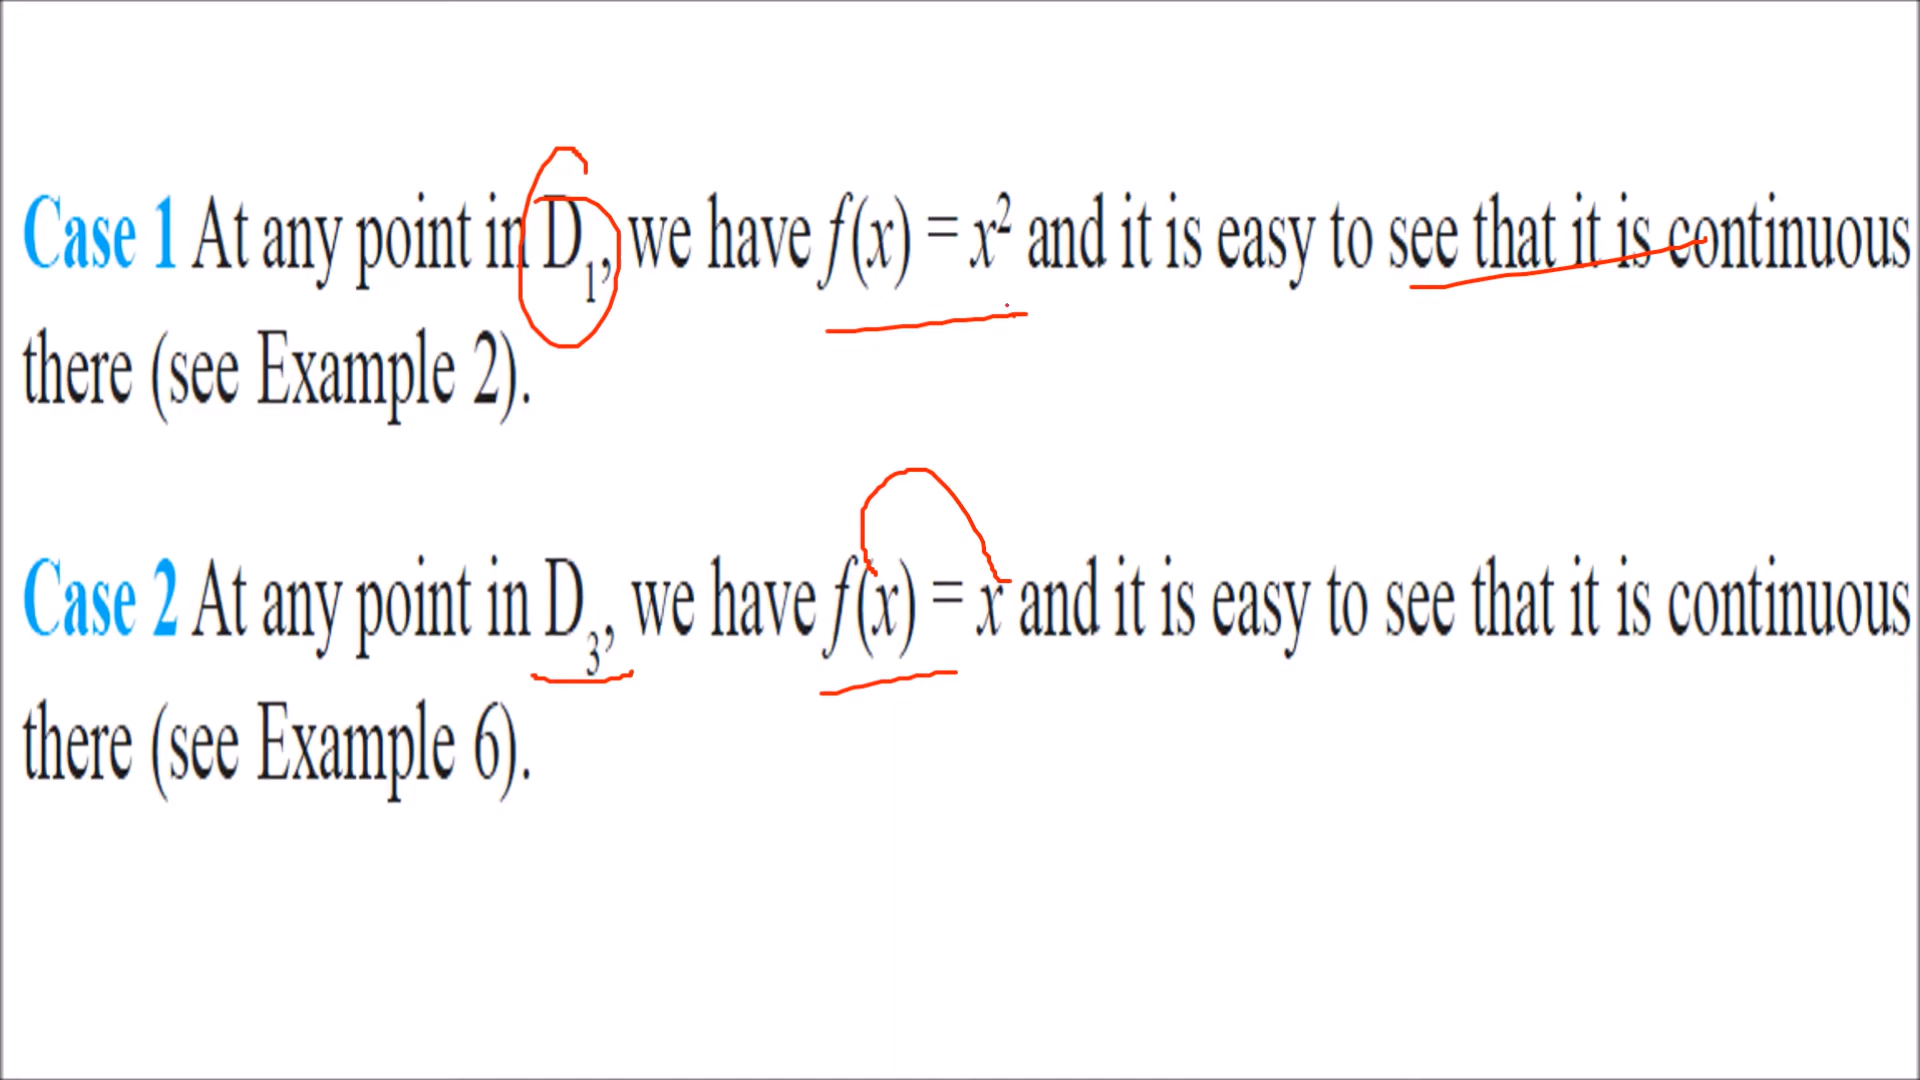 Case 1 At any point in D₁, we have f(x) = x² and it is easy to see that it is continuous
there (see Example 2).
Case 2 At any point in D₃, we have f(x) = x and it is easy to see that it is continuous
there (see Example 6).